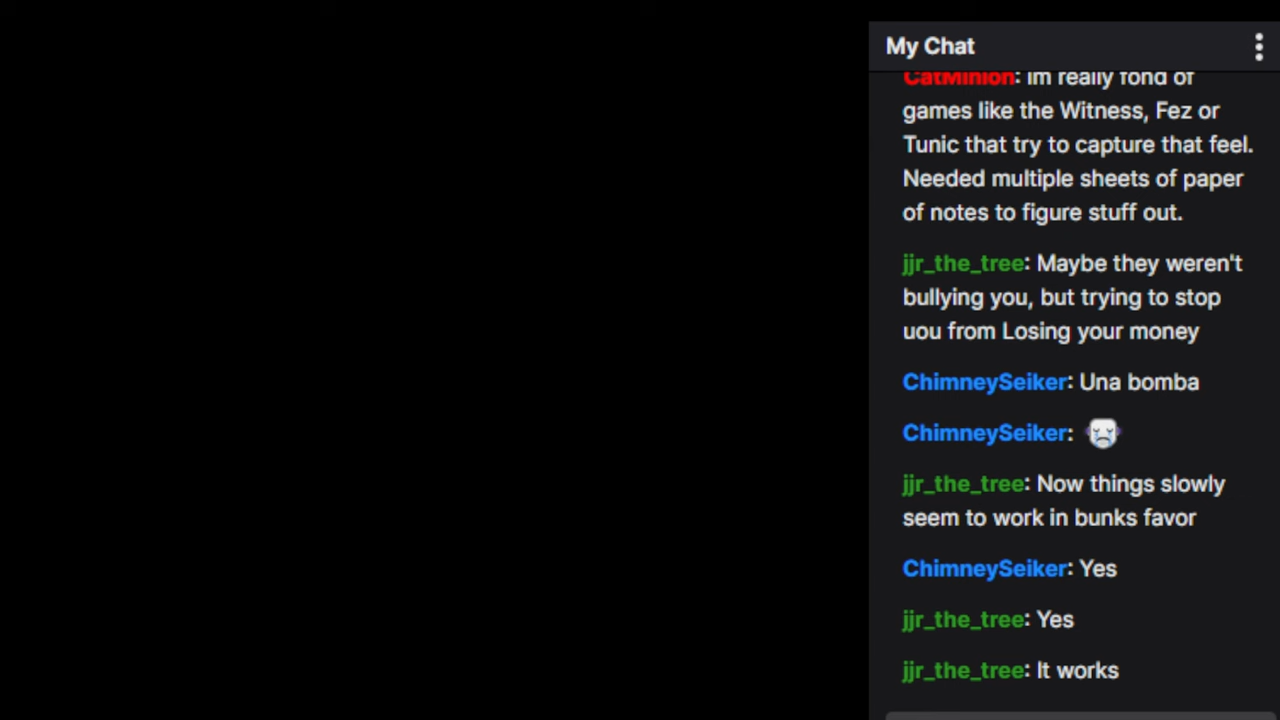 My Chat
CatMinion: Im really fond of
games like the Witness, Fez or
Tunic that try to capture that feel.
Needed multiple sheets of paper
of notes to figure stuff out.
jjr_the_tree: Maybe they weren't
bullying you, but trying to stop
uou from Losing your money
ChimneySeiker: Una bomba
ChimneySeiker:
jjr_the_tree: Now things slowly
seem to work in bunks favor
ChimneySeiker: Yes
jjr_the_tree: Yes
jjr_the_tree: It works